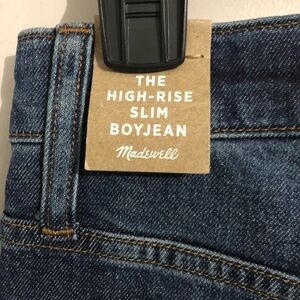 THE
HIGH-RISE
SLIM
BOYJEAN
Madewell